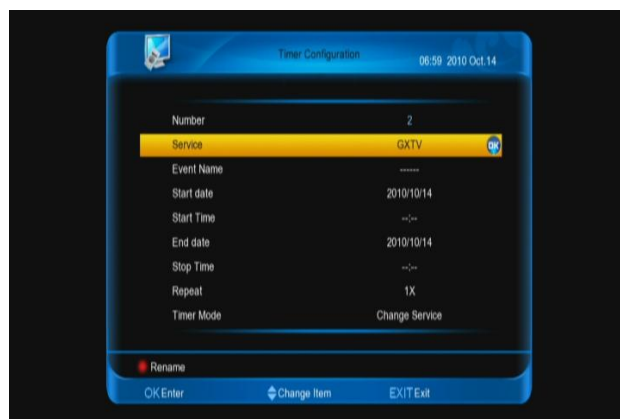 Timer Configuration 06:59 2010 Oct.14
Number 2
Service GXTV OK
Event Name ------
Start date 2010/10/14
Start Time --:--
End date 2010/10/14
Stop Time --:--
Repeat 1X
Timer Mode Change Service
Rename
OK Enter Change Item EXIT Exit